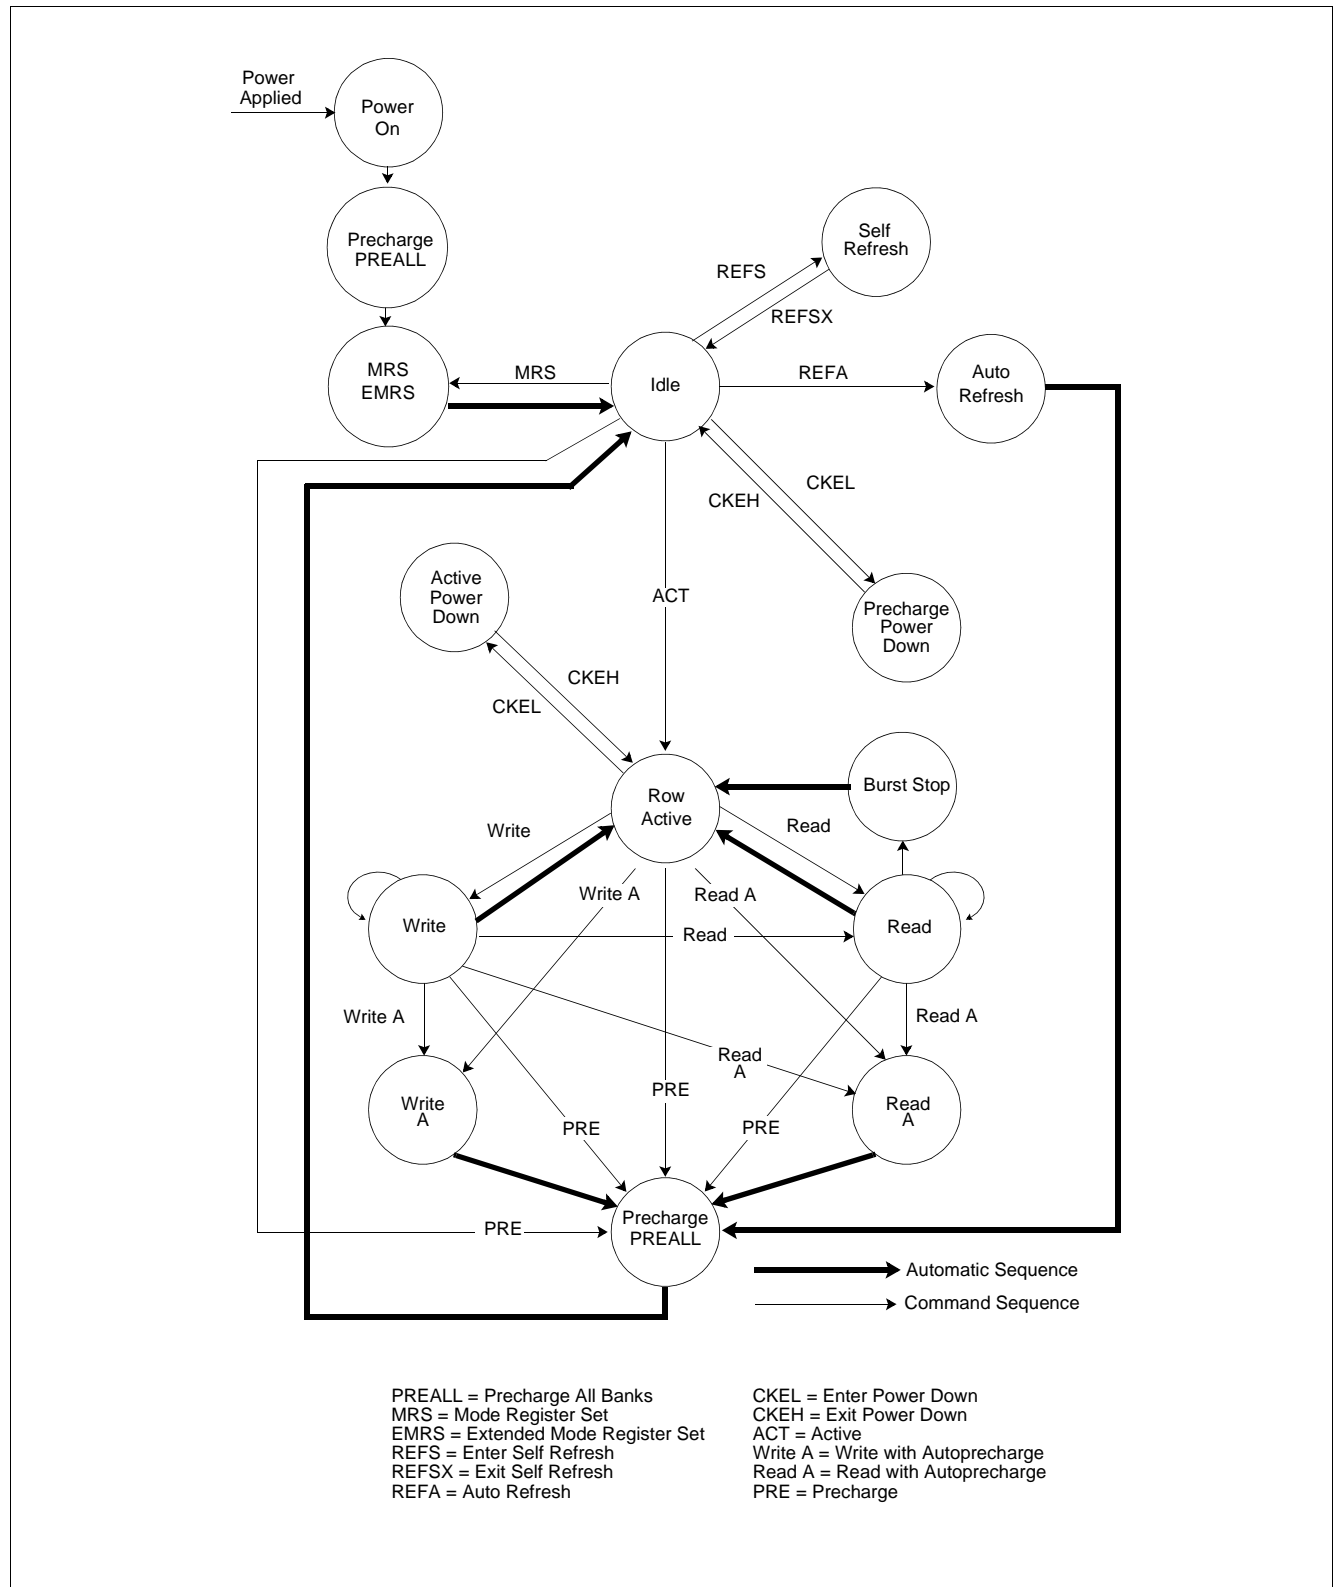 Power
Applied
Power
On
Precharge
PREALL
Self
Refresh
REFS
REFSX
MRS
EMRS
MRS
Idle
REFA
Auto
Refresh
CKEL
CKEH
Active
Power
Down
ACT
Precharge
Power
Down
CKEH
CKEL
Burst Stop
Row
Active
Write
Read
Write A
Read A
Write
Read
Read
Write A
Read A
Read
A
Write
A
PRE
Read
A
PRE
PRE
Precharge
PREALL
PRE
Automatic Sequence
Command Sequence
PREALL = Precharge All Banks
MRS = Mode Register Set
EMRS = Extended Mode Register Set
REFS = Enter Self Refresh
REFSX = Exit Self Refresh
REFA = Auto Refresh
CKEL = Enter Power Down
CKEH = Exit Power Down
ACT = Active
Write A = Write with Autoprecharge
Read A = Read with Autoprecharge
PRE = Precharge